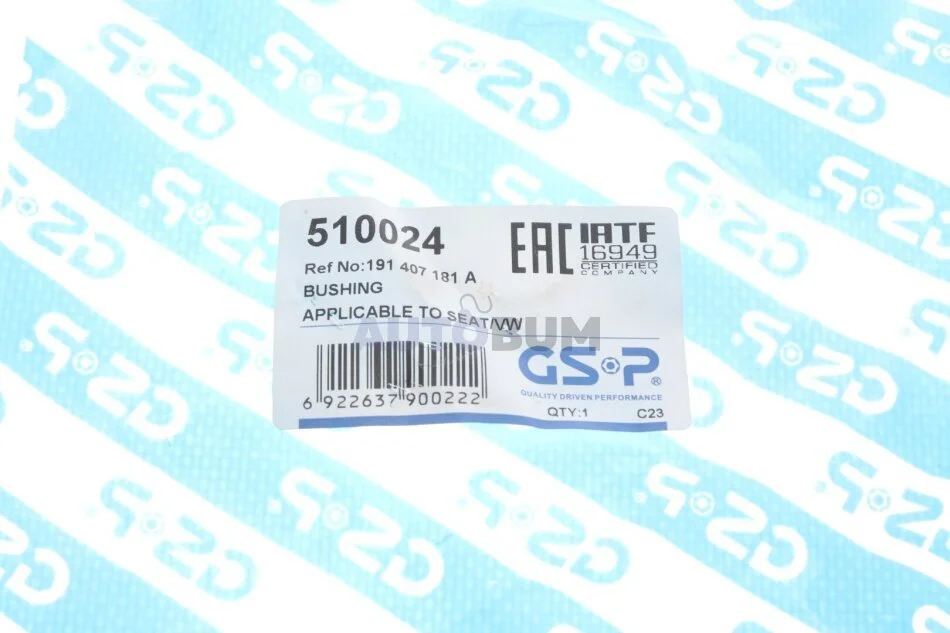 510024
EAC
IATF
16949
CERTIFIED
COMPANY
Ref No:191 407 181 A
BUSHING
APPLICABLE TO SEAT/VW
AUTOBUM
GSP®
QUALITY DRIVEN PERFORMANCE
6 922637 900222
QTY:1
C23